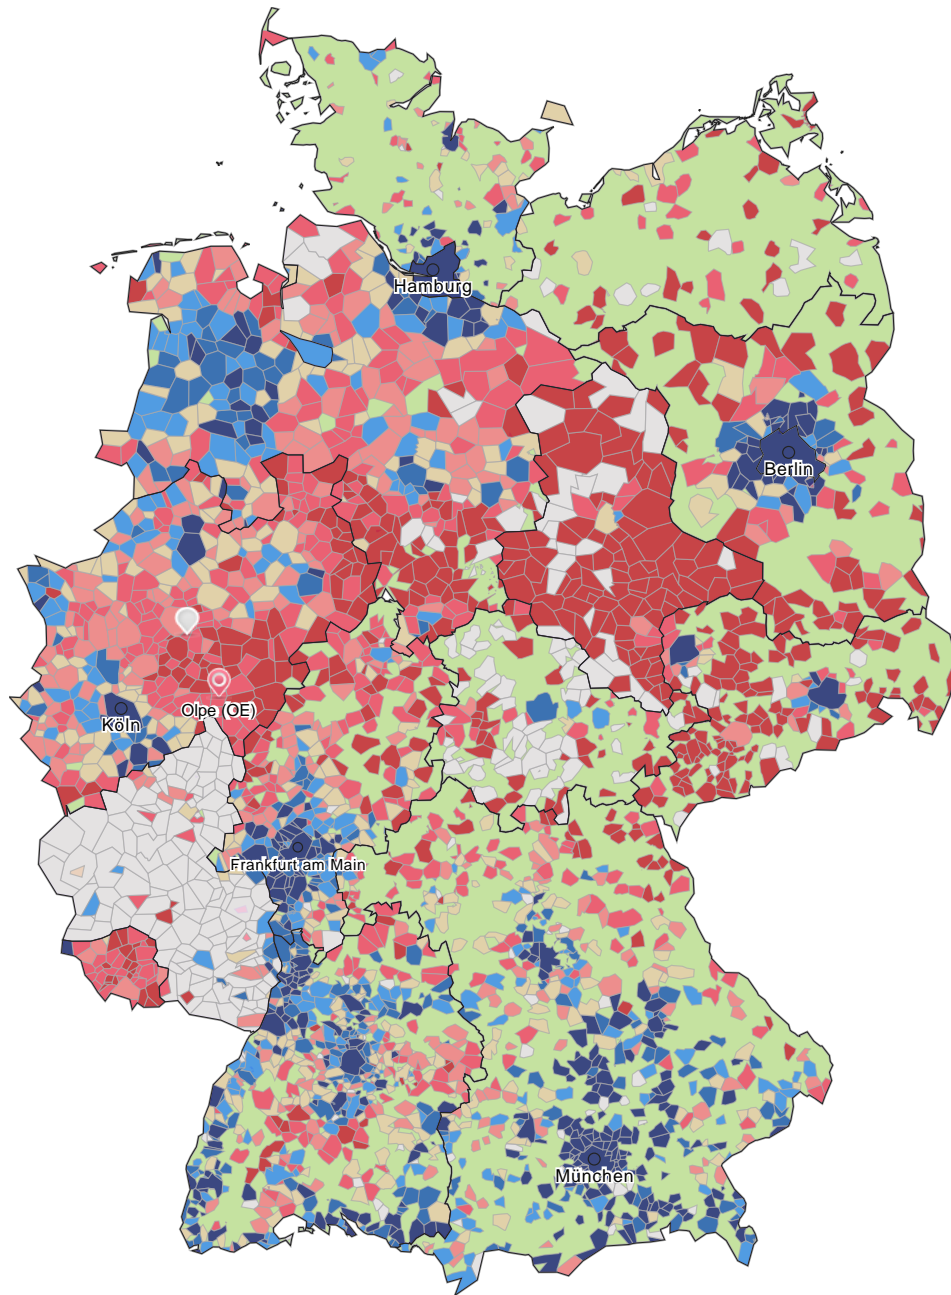 Hamburg
Berlin
Olpe (OE)
Köln
Frankfurt am Main
München